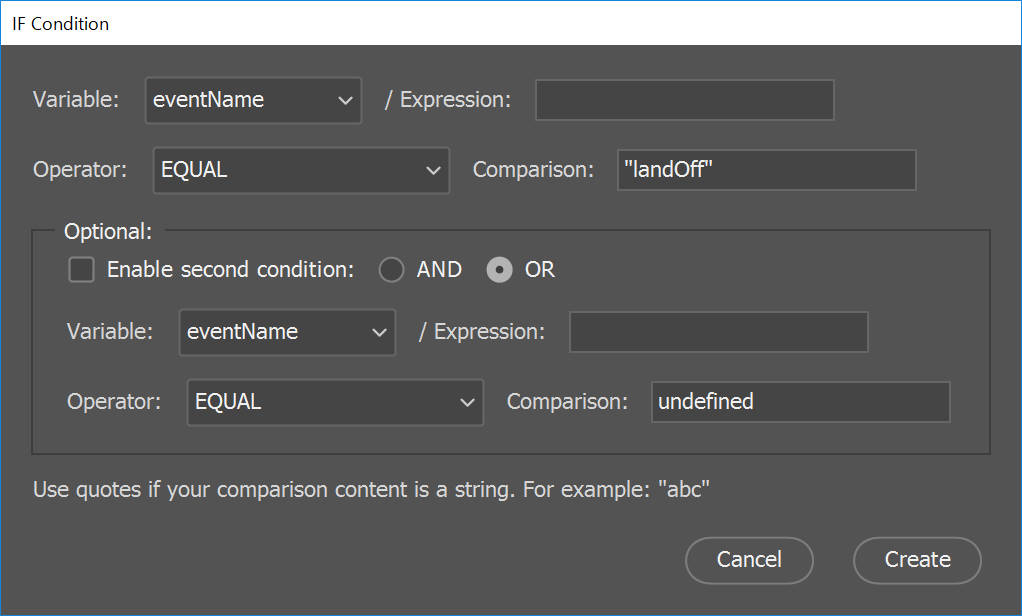 IF Condition
Variable: eventName / Expression:
Operator: EQUAL Comparison: "landOff"
Optional:
Enable second condition: AND OR
Variable: eventName / Expression:
Operator: EQUAL Comparison: undefined
Use quotes if your comparison content is a string. For example: "abc"
Cancel Create